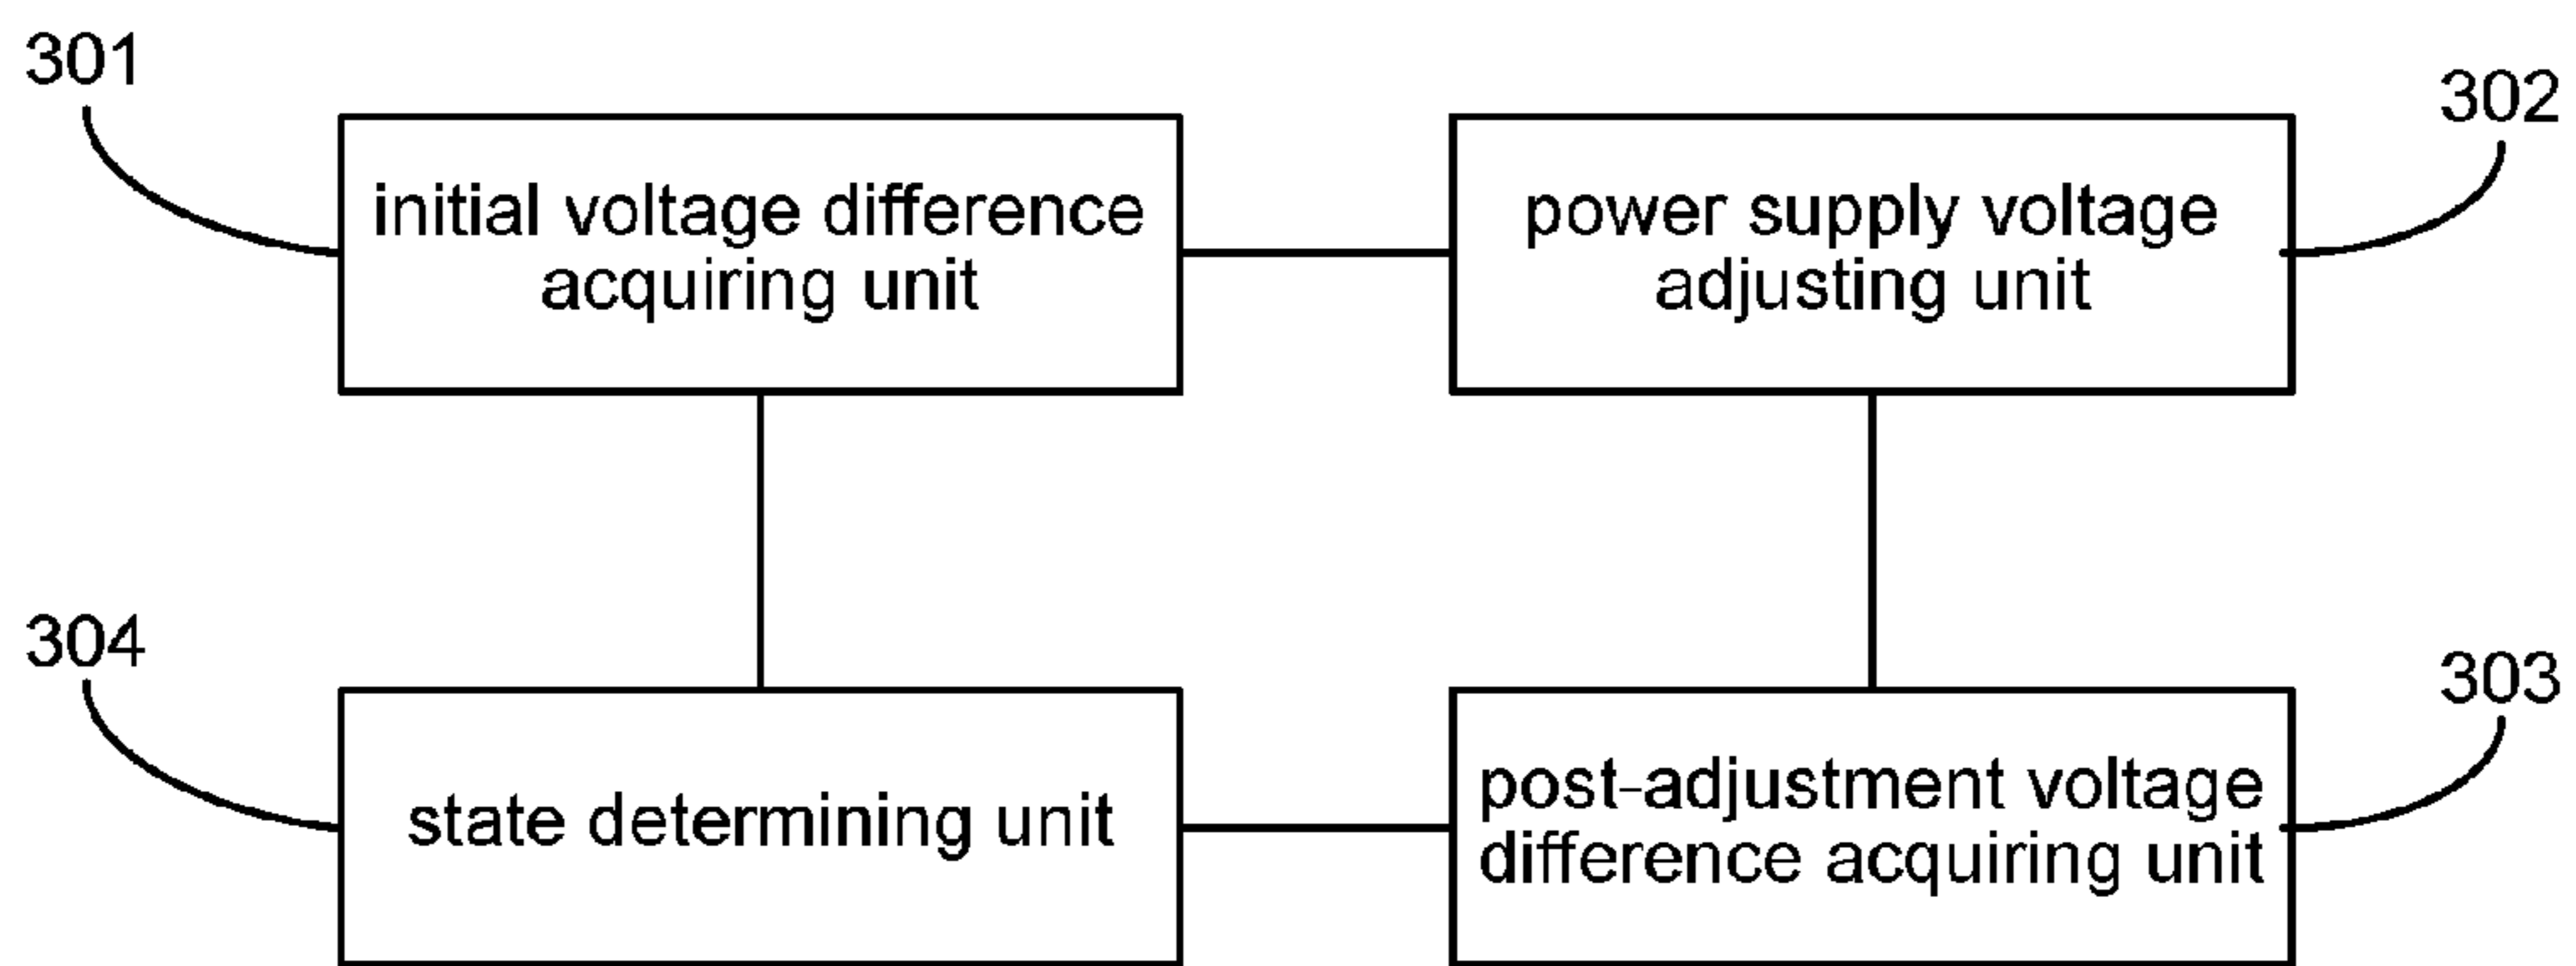 301
initial voltage difference
acquiring unit
power supply voltage
adjusting unit
302
304
state determining unit
post-adjustment voltage
difference acquiring unit
303